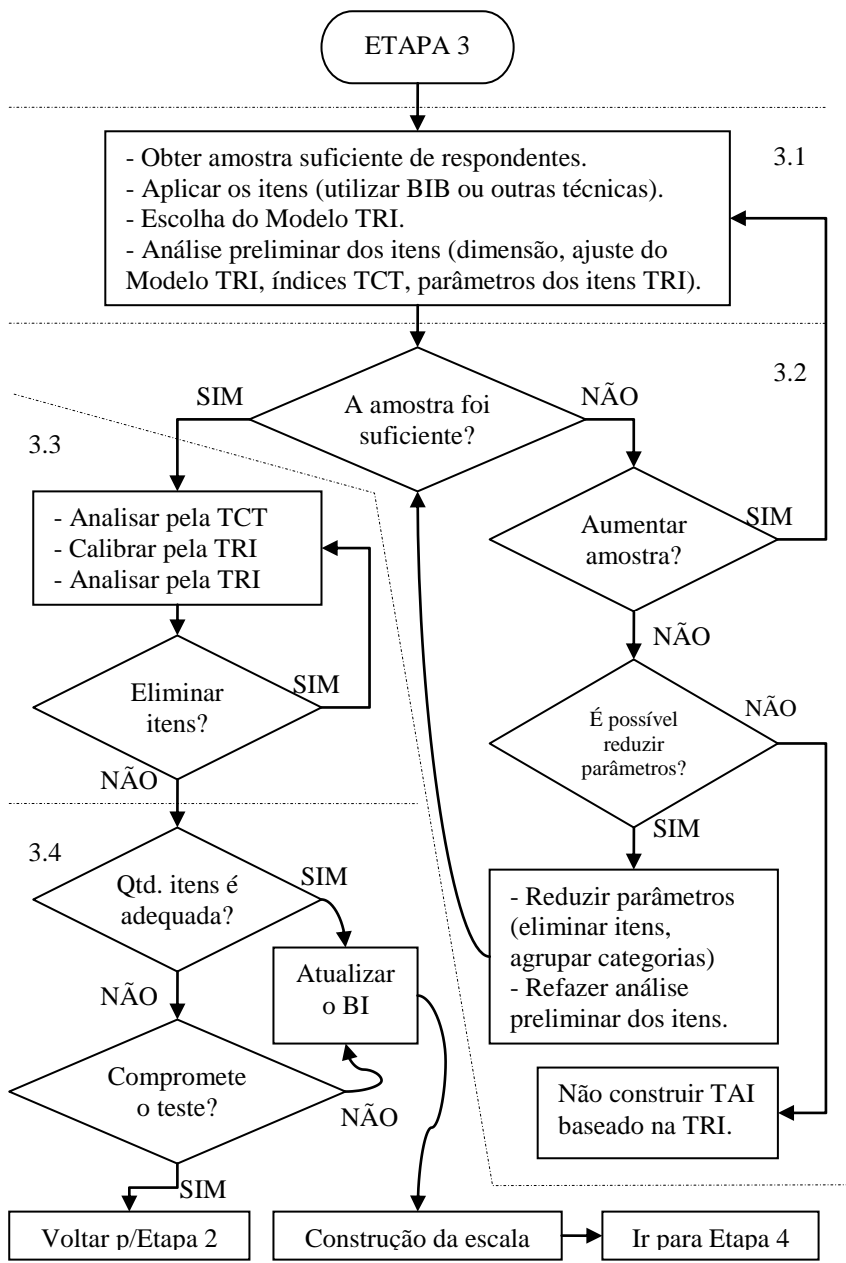 ETAPA 3
- Obter amostra suficiente de respondentes.
- Aplicar os itens (utilizar BIB ou outras técnicas).
- Escolha do Modelo TRI.
- Análise preliminar dos itens (dimensão, ajuste do
Modelo TRI, índices TCT, parâmetros dos itens TRI).
3.1
3.2
A amostra foi
suficiente?
SIM
NÃO
3.3
- Analisar pela TCT
- Calibrar pela TRI
- Analisar pela TRI
Aumentar
amostra?
SIM
NÃO
Eliminar
itens?
SIM
NÃO
É possível
reduzir
parâmetros?
NÃO
SIM
3.4
Qtd. itens é
adequada?
SIM
NÃO
- Reduzir parâmetros
(eliminar itens,
agrupar categorias)
- Refazer análise
preliminar dos itens.
Atualizar
o BI
Compromete
o teste?
NÃO
SIM
Não construir TAI
baseado na TRI.
Voltar p/Etapa 2
Construção da escala
Ir para Etapa 4